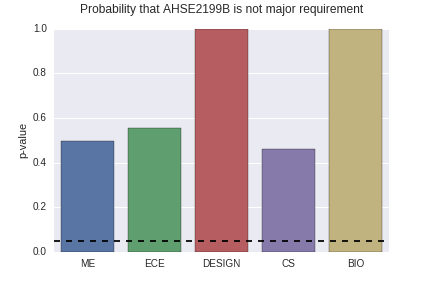 Probability that AHSE2199B is not major requirement
1.0
0.8
0.6
0.4
0.2
0.0
p-value
ME ECE DESIGN CS BIO